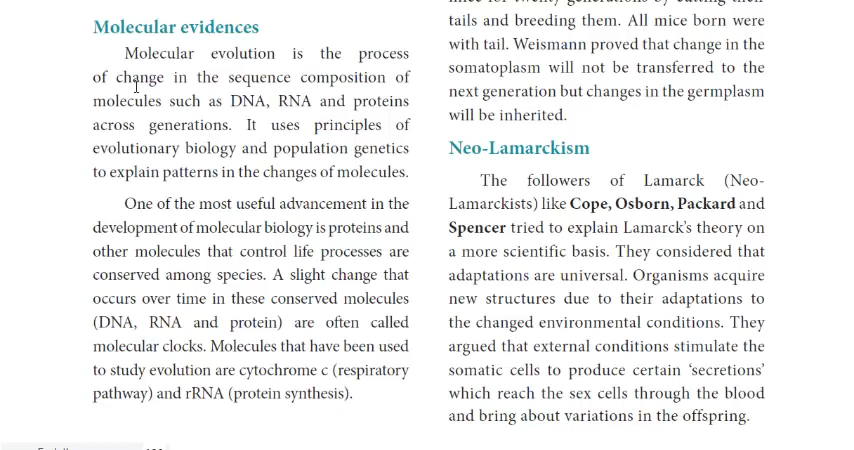 Molecular evidences
Molecular evolution is the process
of change in the sequence composition of
molecules such as DNA, RNA and proteins
across generations. It uses principles of
evolutionary biology and population genetics
to explain patterns in the changes of molecules.
One of the most useful advancement in the
development of molecular biology is proteins and
other molecules that control life processes are
conserved among species. A slight change that
occurs over time in these conserved molecules
(DNA, RNA and protein) are often called
molecular clocks. Molecules that have been used
to study evolution are cytochrome c (respiratory
pathway) and rRNA (protein synthesis).
tails and breeding them. All mice born were
with tail. Weismann proved that change in the
somatoplasm will not be transferred to the
next generation but changes in the germplasm
will be inherited.
Neo-Lamarckism
The followers of Lamarck (Neo-
Lamarckists) like Cope, Osborn, Packard and
Spencer tried to explain Lamarck's theory on
a more scientific basis. They considered that
adaptations are universal. Organisms acquire
new structures due to their adaptations to
the changed environmental conditions. They
argued that external conditions stimulate the
somatic cells to produce certain 'secretions'
which reach the sex cells through the blood
and bring about variations in the offspring.